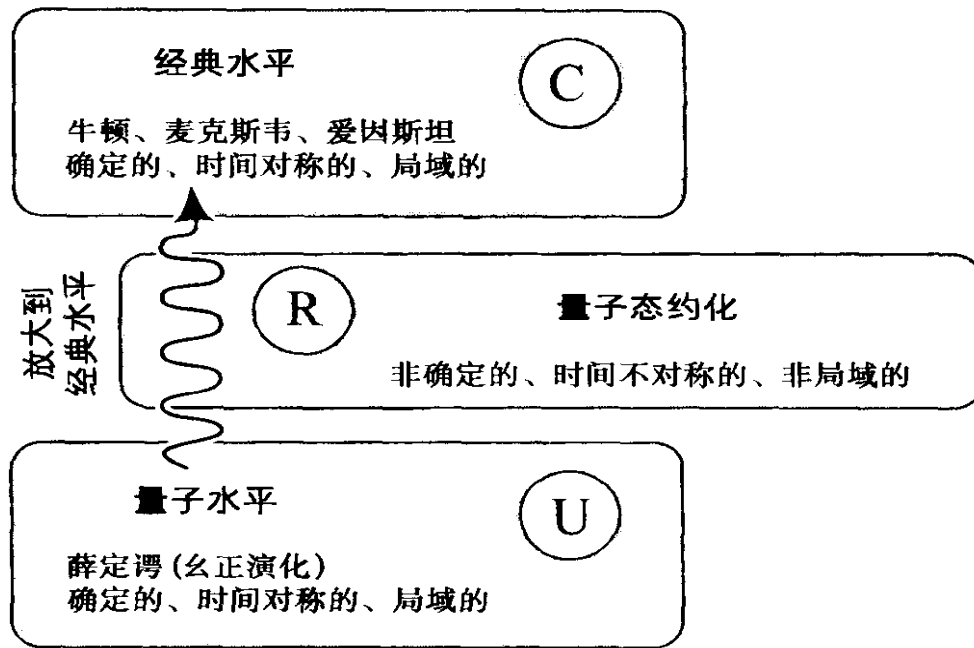 经典水平
C
牛顿、麦克斯韦、爱因斯坦
确定的、时间对称的、局域的
放大到
经典水平
R
量子态约化
非确定的、时间不对称的、非局域的
量子水平
U
薛定谔(幺正演化)
确定的、时间对称的、局域的